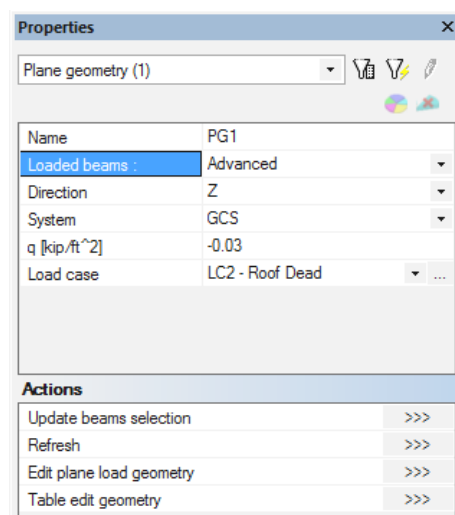 Properties
Plane geometry (1)
Name PG1
Loaded beams : Advanced
Direction Z
System GCS
q [kip/ft^2] -0.03
Load case LC2 - Roof Dead ...
Actions
Update beams selection >>>
Refresh >>>
Edit plane load geometry >>>
Table edit geometry >>>